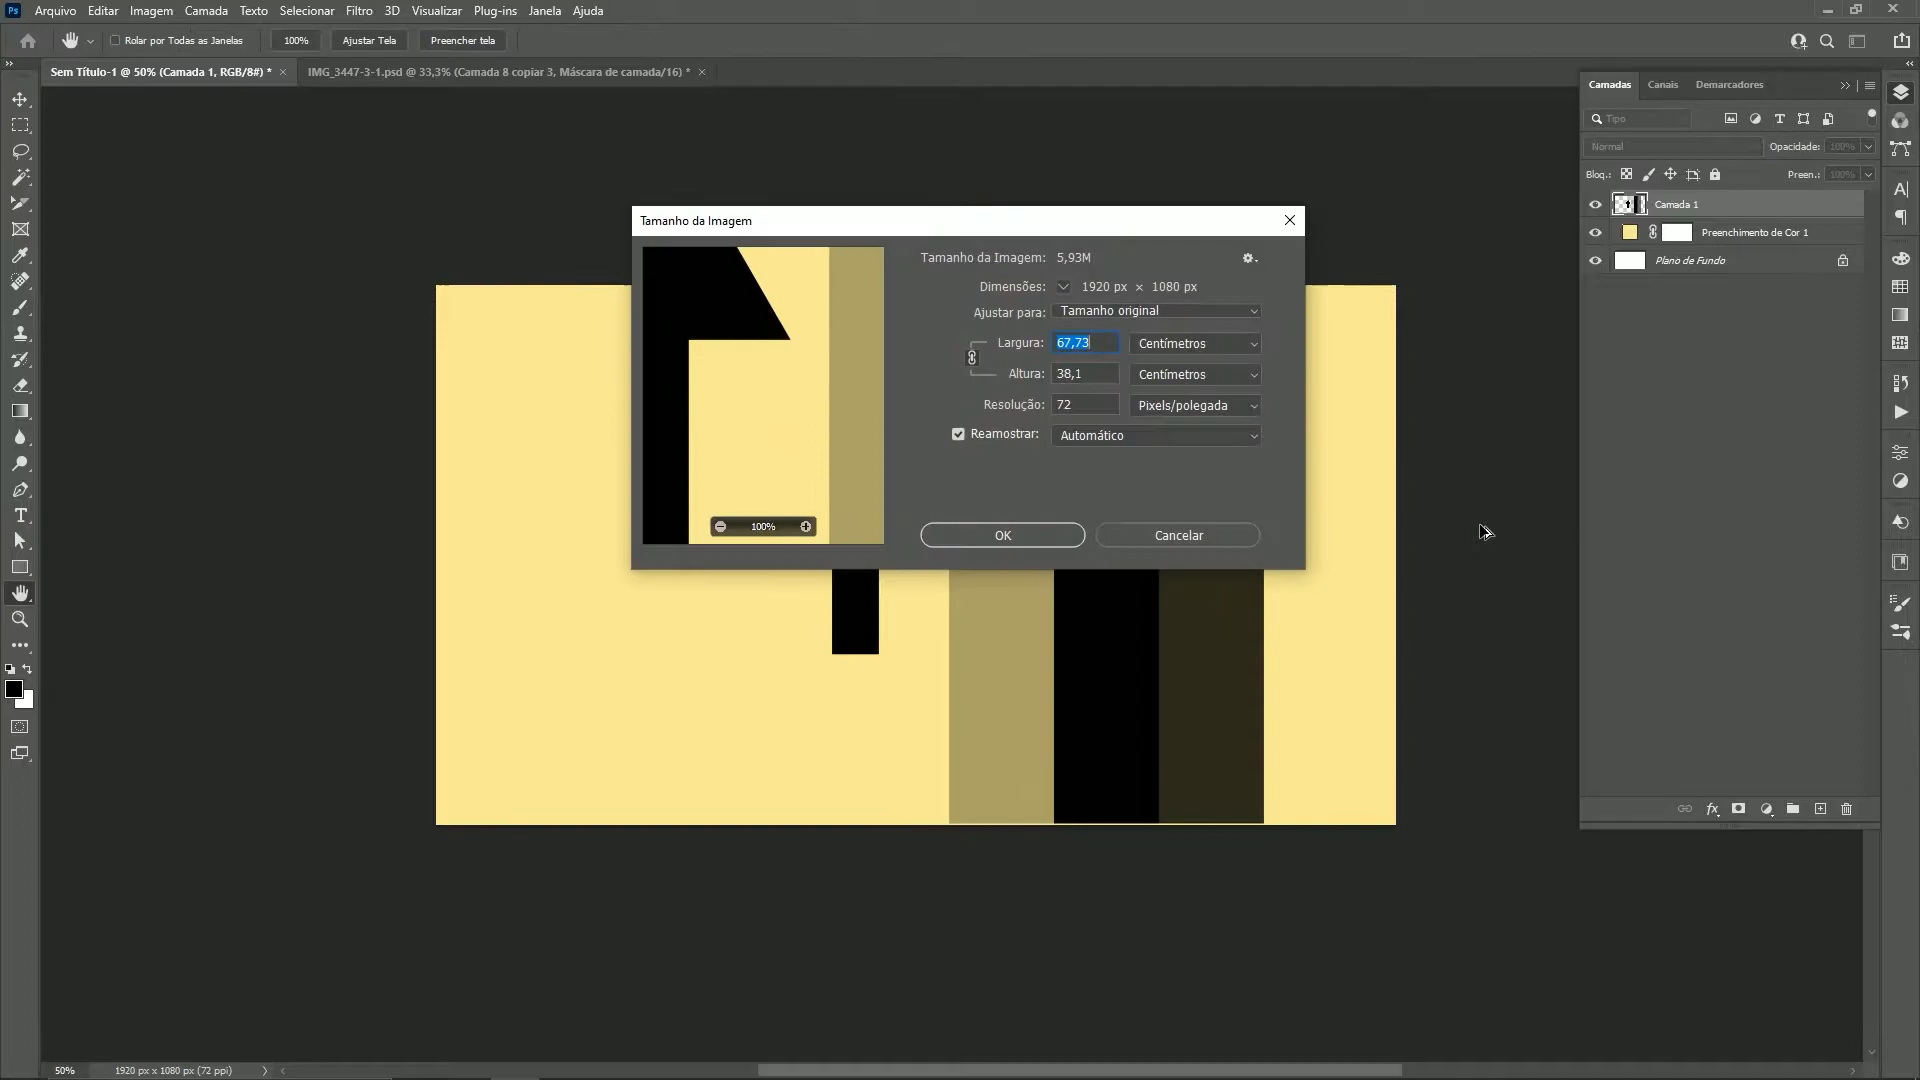 Ps Arquivo Editar Imagem Camada Texto Selecionar Filtro 3D Visualizar Plug-ins Janela Ajuda
Rolar por Todas as Janelas 100% Ajustar Tela Preencher tela
Sem Título-1 @ 50% (Camada 1, RGB/8#) * IMG_3447-3-1.psd @ 33,3% (Camada 8 copiar 3, Máscara de camada/16) *
Camadas Canais Demarcadores
Tipo
Normal Opacidade: 100%
Bloq.: Preen.: 100%
Camada 1
Preenchimento de Cor 1
Plano de Fundo
Tamanho da Imagem
Tamanho da Imagem: 5,93M
Dimensões: 1920 px × 1080 px
Ajustar para: Tamanho original
Largura: 67,73 Centímetros
Altura: 38,1 Centímetros
Resolução: 72 Pixels/polegada
Reamostrar: Automático
100%
OK Cancelar
50% 1920 px x 1080 px (72 ppi)